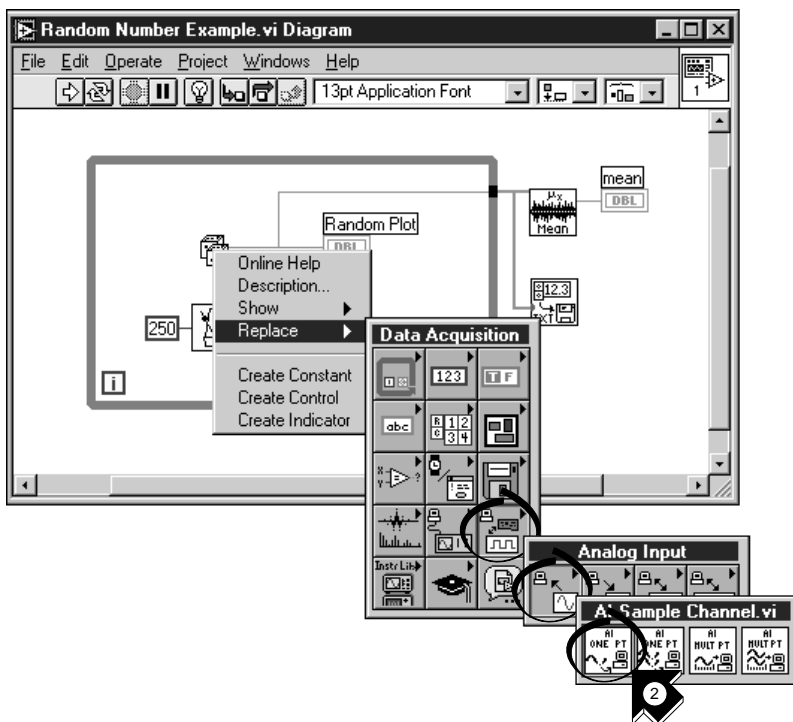 Random Number Example.vi Diagram
File Edit Operate Project Windows Help
13pt Application Font
1
mean
DBL
Random Plot
DBL
μx
Mean
12.3
TXT
250
i
Online Help
Description...
Show
Replace
Create Constant
Create Control
Create Indicator
Data Acquisition
123
T F
abc
R 1 2
C 3 4
x y ?
Instr Lib
Analog Input
AI Sample Channel.vi
AI ONE PT
AI ONE PT
AI MULT PT
AI MULT PT
2